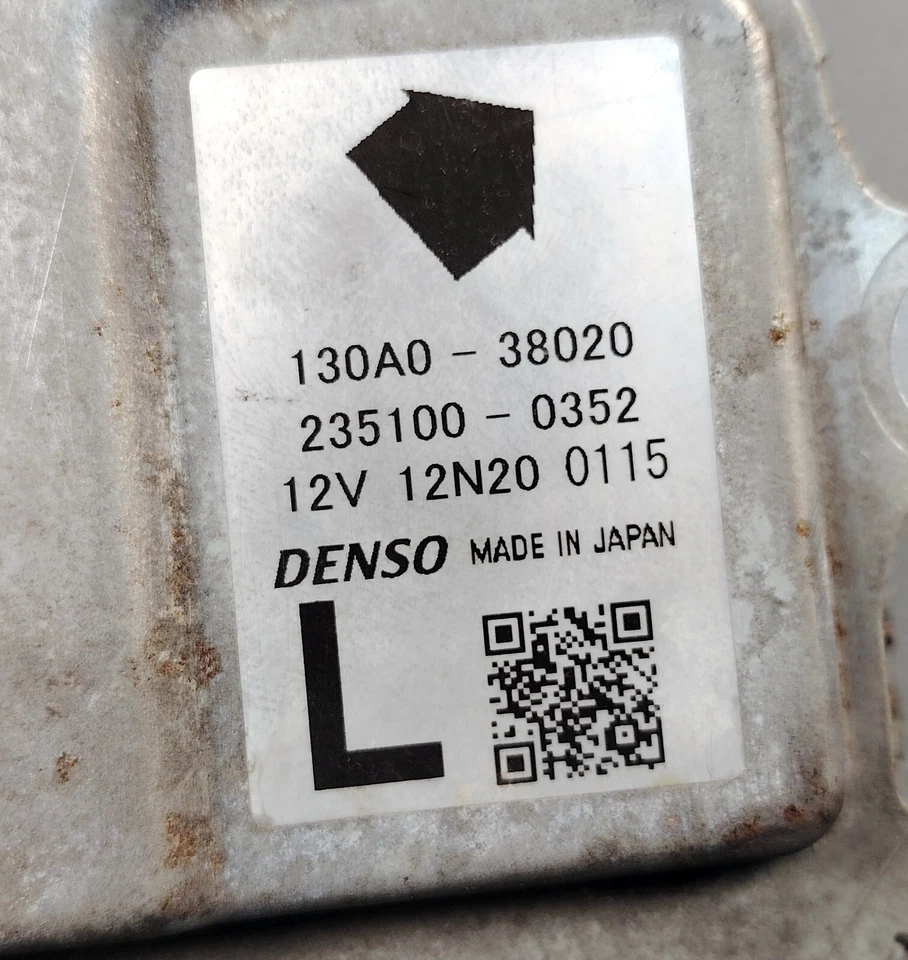 130A0 - 38020
235100 - 0352
12V 12N20 0115
DENSO MADE IN JAPAN
L